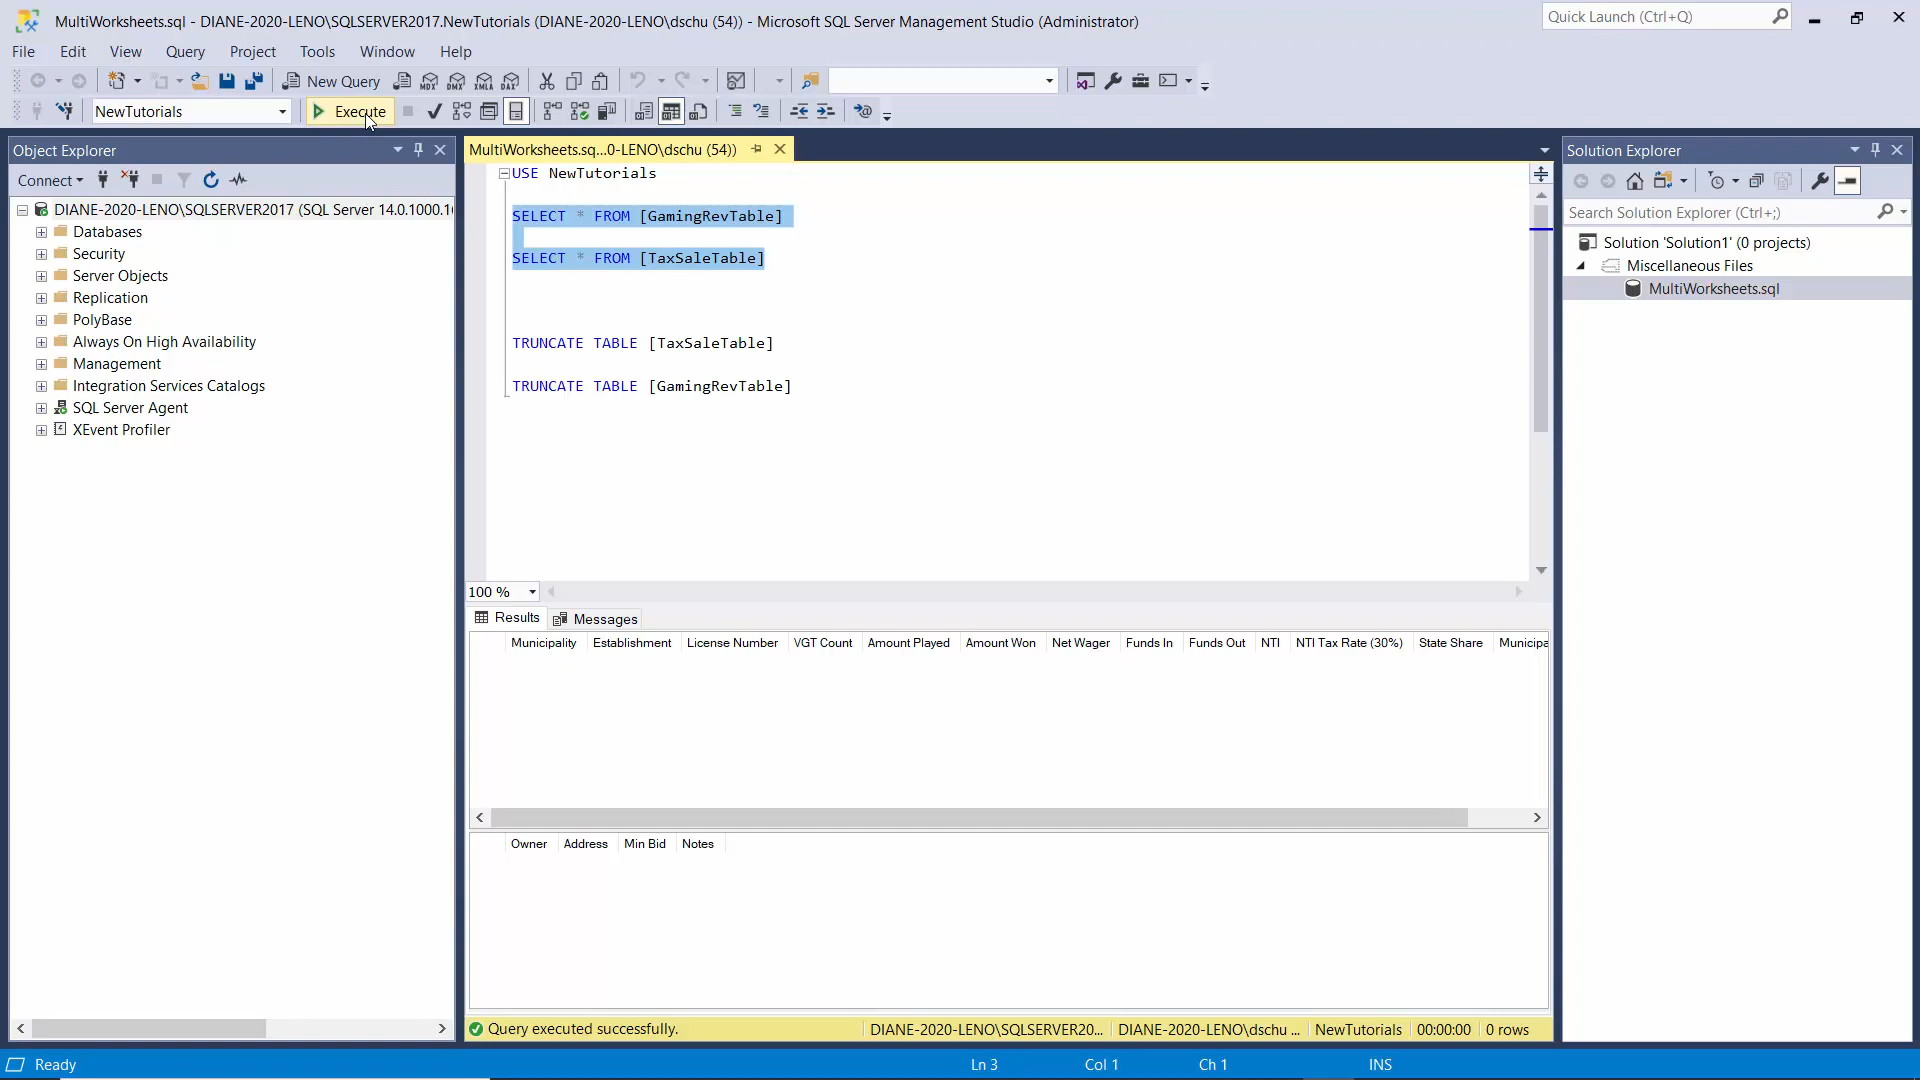 MultiWorksheets.sql - DIANE-2020-LENO\SQLSERVER2017.NewTutorials (DIANE-2020-LENO\dschu (54)) - Microsoft SQL Server Management Studio (Administrator)
Quick Launch (Ctrl+Q)
File Edit View Query Project Tools Window Help
New Query MDX DMX XMLA DAX
NewTutorials Execute
Object Explorer
Connect
DIANE-2020-LENO\SQLSERVER2017 (SQL Server 14.0.1000.1
Databases
Security
Server Objects
Replication
PolyBase
Always On High Availability
Management
Integration Services Catalogs
SQL Server Agent
XEvent Profiler
MultiWorksheets.sq...0-LENO\dschu (54))
USE NewTutorials
SELECT * FROM [GamingRevTable]
SELECT * FROM [TaxSaleTable]
TRUNCATE TABLE [TaxSaleTable]
TRUNCATE TABLE [GamingRevTable]
100 %
Results Messages
Municipality Establishment License Number VGT Count Amount Played Amount Won Net Wager Funds In Funds Out NTI NTI Tax Rate (30%) State Share Municipa
Owner Address Min Bid Notes
Query executed successfully. DIANE-2020-LENO\SQLSERVER20... DIANE-2020-LENO\dschu ... NewTutorials 00:00:00 0 rows
Solution Explorer
Search Solution Explorer (Ctrl+;)
Solution 'Solution1' (0 projects)
Miscellaneous Files
MultiWorksheets.sql
Ready Ln 3 Col 1 Ch 1 INS